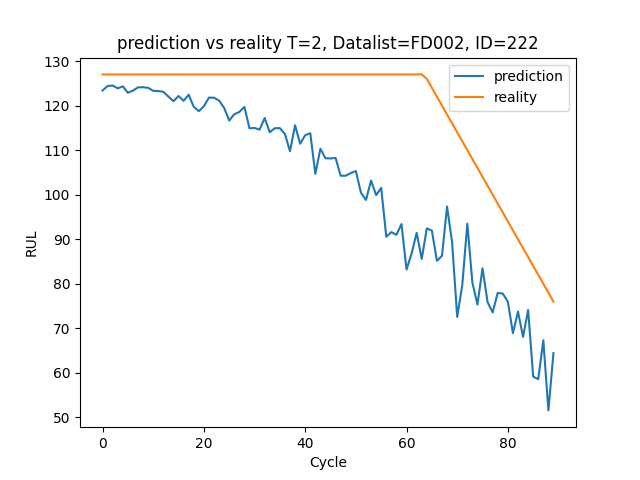 prediction vs reality T=2, Datalist=FD002, ID=222
130
120
110
100
90
80
70
60
50
RUL
prediction
reality
0
20
40
60
80
Cycle